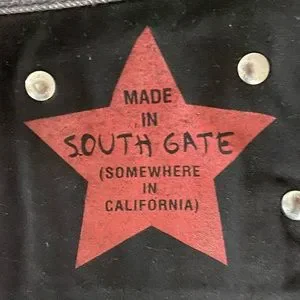 MADE
IN
SOUTH GATE
(SOMEWHERE
IN
CALIFORNIA)